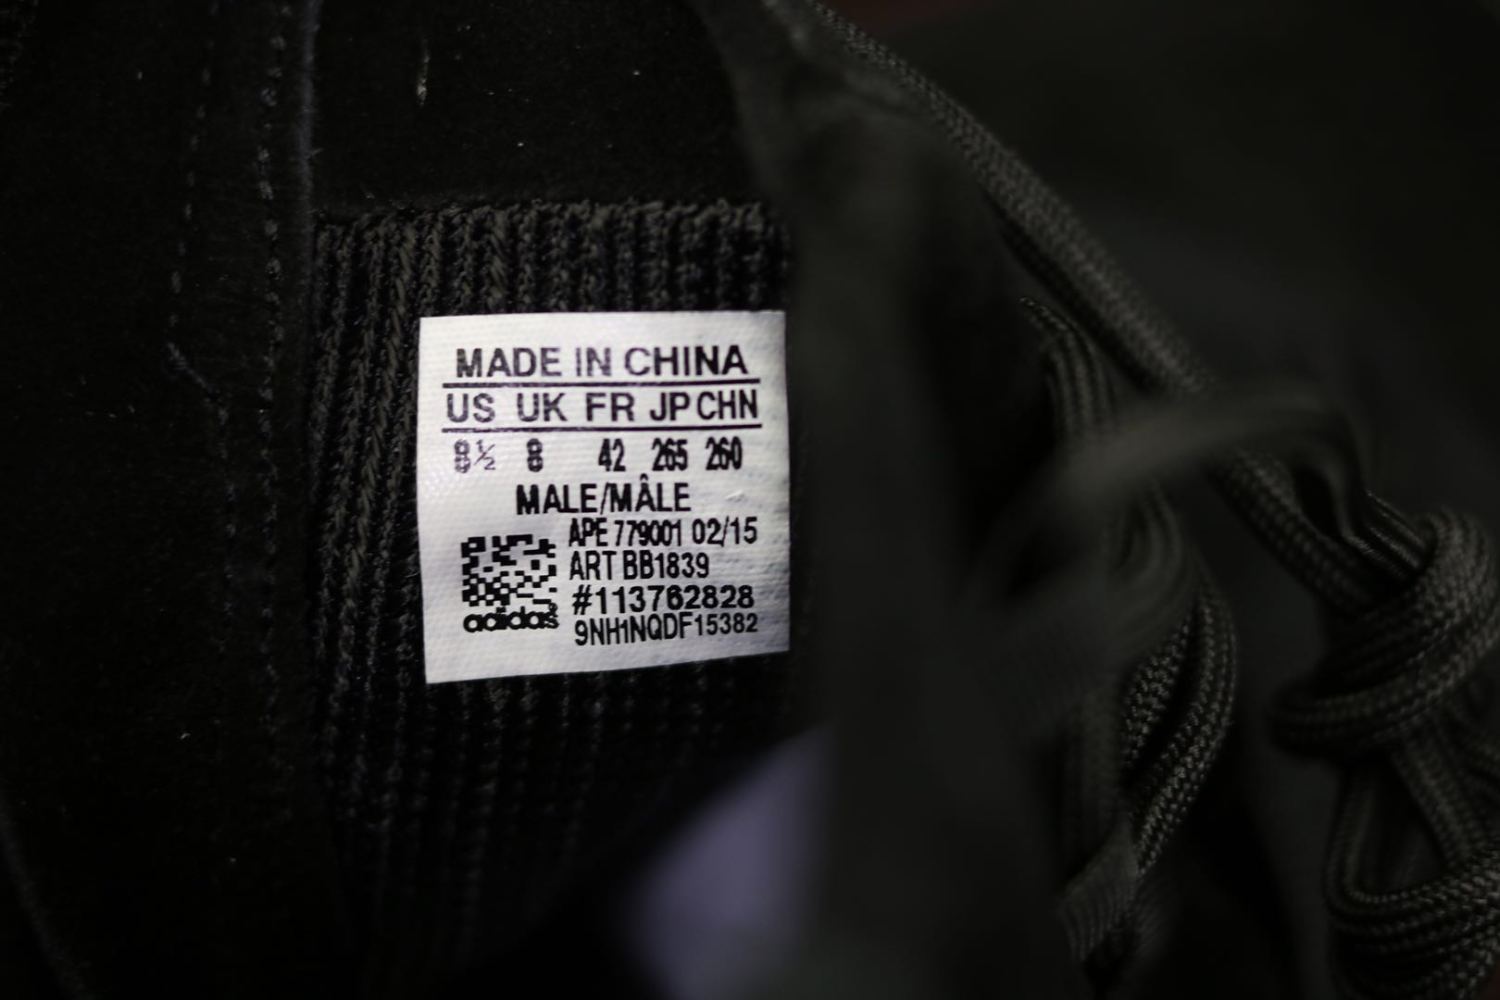 MADE IN CHINA
US UK FR JP CHN
8½ 8 42 265 260
MALE/MÂLE
APE 779001 02/15
ART BB1839
#113762828
9NH1NQDF15382
adidas